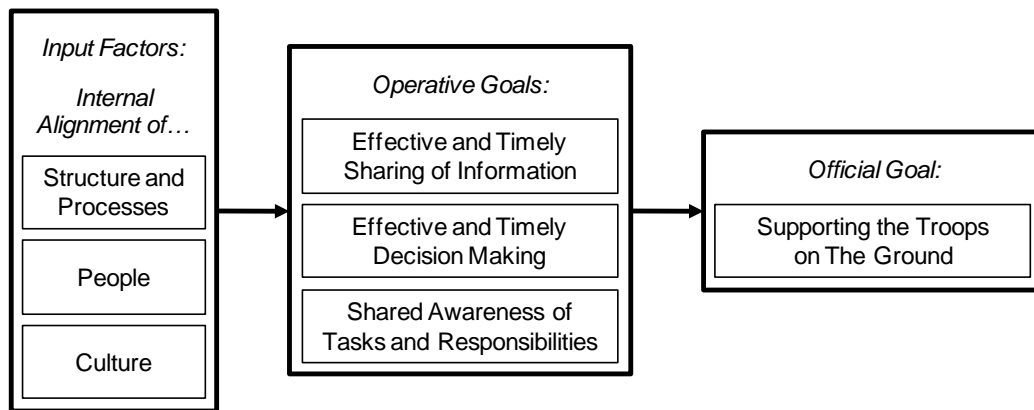 Input Factors:
Internal
Alignment of…
Structure and
Processes
People
Culture
Operative Goals:
Effective and Timely
Sharing of Information
Effective and Timely
Decision Making
Shared Awareness of
Tasks and Responsibilities
Official Goal:
Supporting the Troops
on The Ground